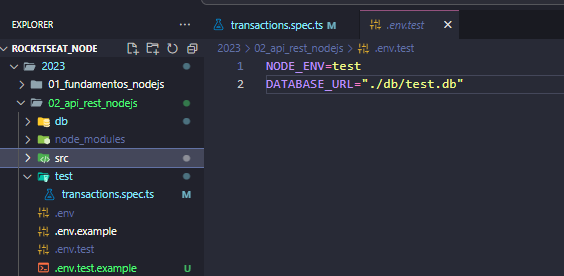 EXPLORER
ROCKETSEAT_NODE
2023
01_fundamentos_nodejs
02_api_rest_nodejs
db
node_modules
src
test
transactions.spec.ts M
.env
.env.example
.env.test
.env.test.example U
transactions.spec.ts M
.env.test
2023 > 02_api_rest_nodejs > .env.test
1 NODE_ENV=test
2 DATABASE_URL="./db/test.db"